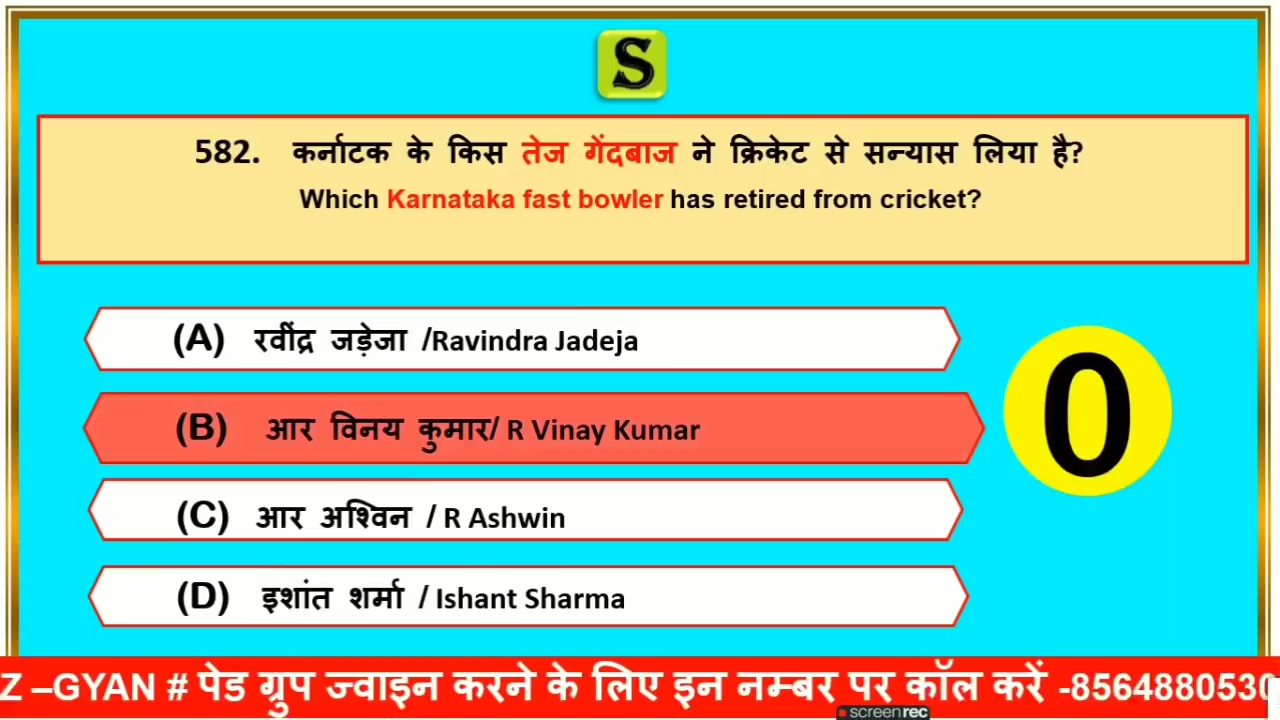 S
582. कर्नाटक के किस तेज गेंदबाज ने क्रिकेट से सन्यास लिया है?
Which Karnataka fast bowler has retired from cricket?
(A) रवींद्र जड़ेजा /Ravindra Jadeja
(B) आर विनय कुमार/ R Vinay Kumar
0
(C) आर अश्विन / R Ashwin
(D) इशांत शर्मा / Ishant Sharma
Z –GYAN # पेड ग्रुप ज्वाइन करने के लिए इन नम्बर पर कॉल करें -8564880530
screenrec